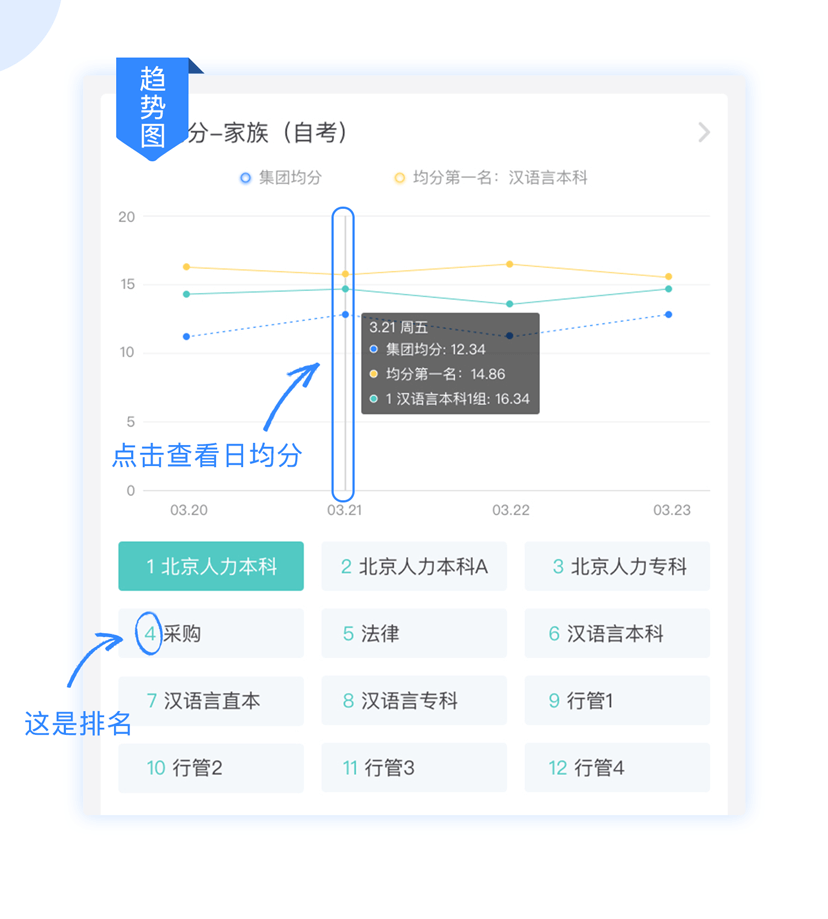 趋势图
分–家族（自考）
集团均分
均分第一名：汉语言本科
20
15
10
5
0
3.21 周五
集团均分: 12.34
均分第一名：14.86
1 汉语言本科1组: 16.34
点击查看日均分
03.20
03.21
03.22
03.23
1 北京人力本科
2 北京人力本科A
3 北京人力专科
4 采购
5 法律
6 汉语言本科
这是排名
7 汉语言直本
8 汉语言专科
9 行管1
10 行管2
11 行管3
12 行管4